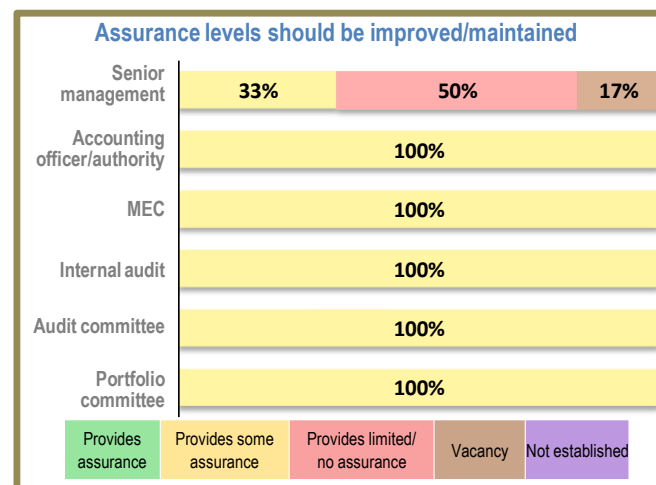 Assurance levels should be improved/maintained
Senior
management
33% 50% 17%
Accounting
officer/authority
100%
MEC
100%
Internal audit
100%
Audit committee
100%
Portfolio
committee
100%
Provides
assurance
Provides some
assurance
Provides limited/
no assurance
Vacancy
Not established